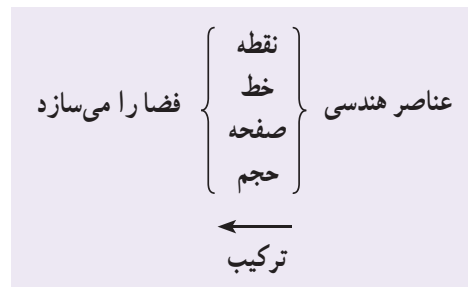 عناصر هندسی
نقطه
خط
صفحه
حجم
فضا را می‌سازد
ترکیب